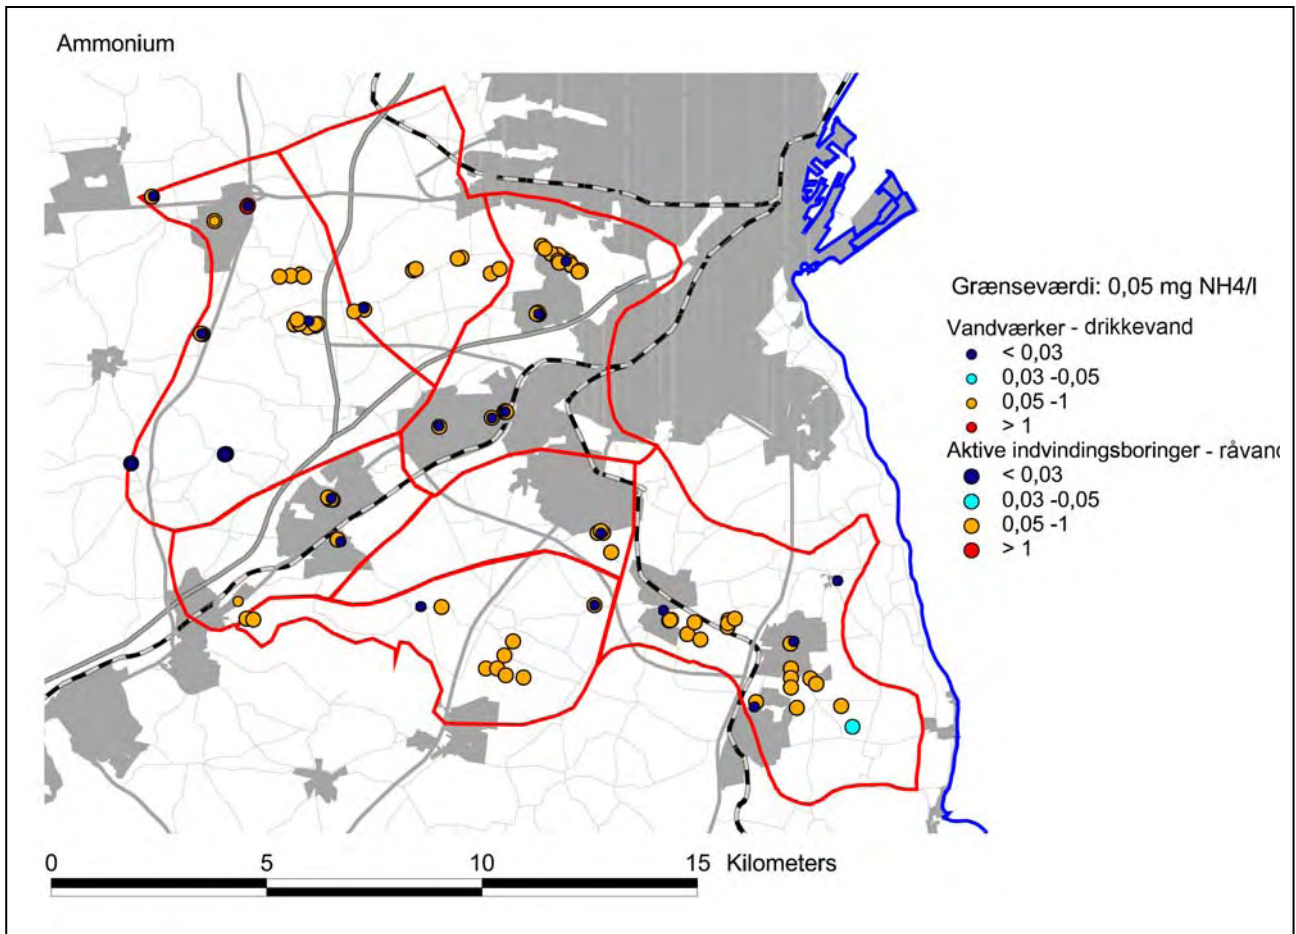 Ammonium
Grænseværdi: 0,05 mg NH4/l
Vandværker - drikkevand
< 0,03
0,03 -0,05
0,05 -1
> 1
Aktive indvindingsboringer - råvand
< 0,03
0,03 -0,05
0,05 -1
> 1
0 5 10 15 Kilometers